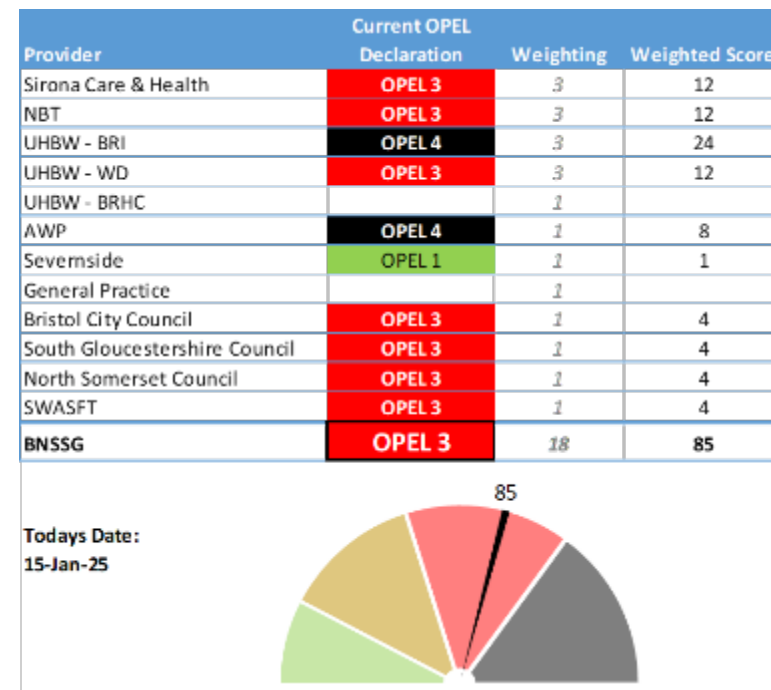 Current OPEL
Provider Declaration Weighting Weighted Score
Sirona Care & Health OPEL 3 3 12
NBT OPEL 3 3 12
UHBW - BRI OPEL 4 3 24
UHBW - WD OPEL 3 3 12
UHBW - BRHC 1
AWP OPEL 4 1 8
Severnside OPEL 1 1 1
General Practice 1
Bristol City Council OPEL 3 1 4
South Gloucestershire Council OPEL 3 1 4
North Somerset Council OPEL 3 1 4
SWASFT OPEL 3 1 4
BNSSG OPEL 3 18 85
85
Todays Date:
15-Jan-25